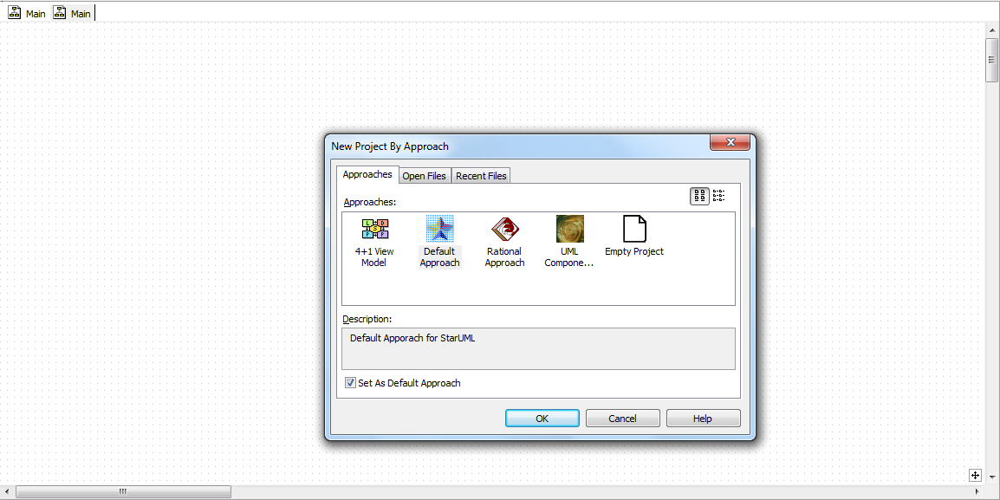 Main Main
New Project By Approach
Approaches Open Files Recent Files
Approaches:
4+1 View Model
Default Approach
Rational Approach
UML Compone...
Empty Project
Description:
Default Apporach for StarUML
Set As Default Approach
OK Cancel Help